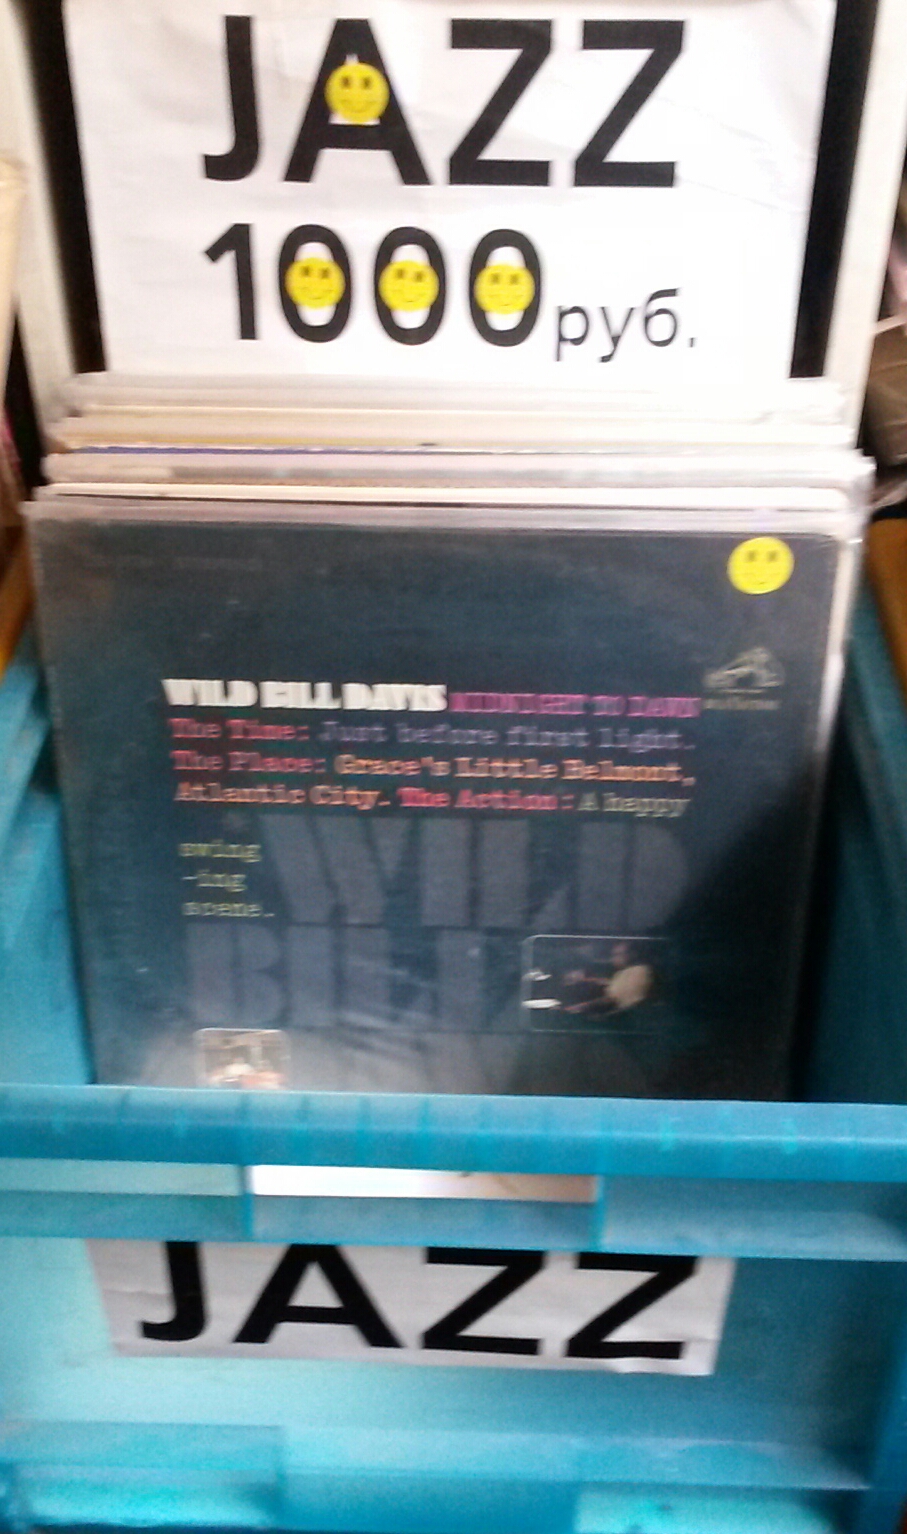 JAZZ
1000 руб.
WILD BILL DAVIS MIDNIGHT TO DAWN
The Time: Just before first light.
The Place: Grace's Little Belmont,
Atlantic City. The Action: A happy
swing
-ing
scene.
WILD
BILL
JAZZ